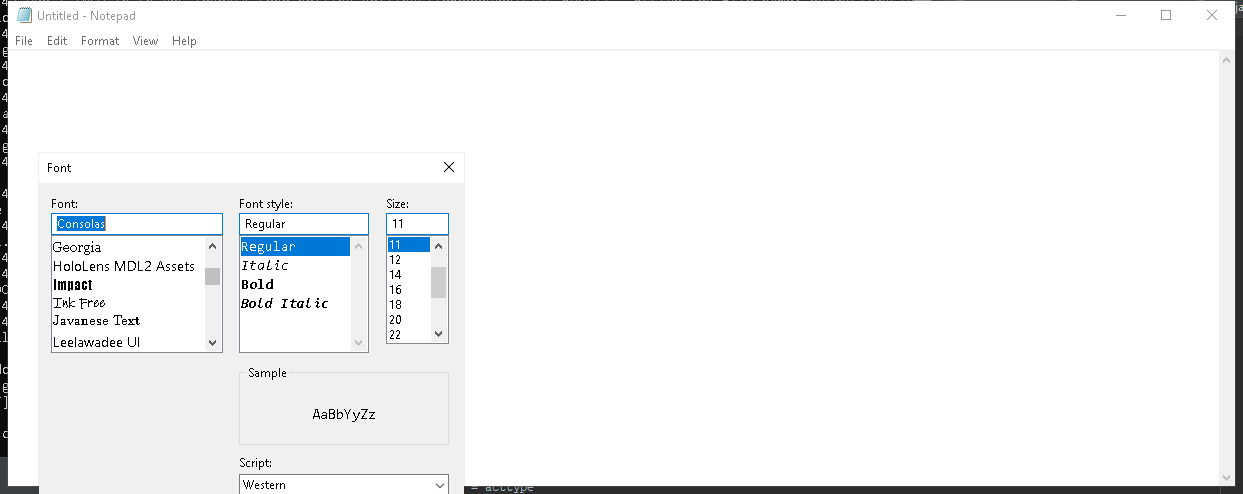 Untitled - Notepad
File Edit Format View Help
Font
Font: Font style: Size:
Consolas Regular 11
Georgia
HoloLens MDL2 Assets
Impact
Ink Free
Javanese Text
Leelawadee UI
Regular
Italic
Bold
Bold Italic
11
12
14
16
18
20
22
Sample
AaBbYyZz
Script:
Western
= acctype